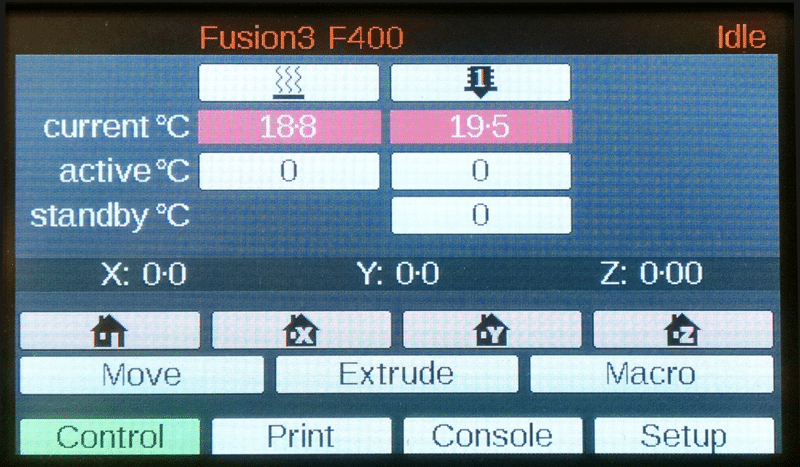 Fusion3 F400 Idle
1
current °C 18·8 19·5
active °C 0 0
standby °C 0
X: 0·0 Y: 0·0 Z: 0·00
X Y Z
Move Extrude Macro
Control Print Console Setup